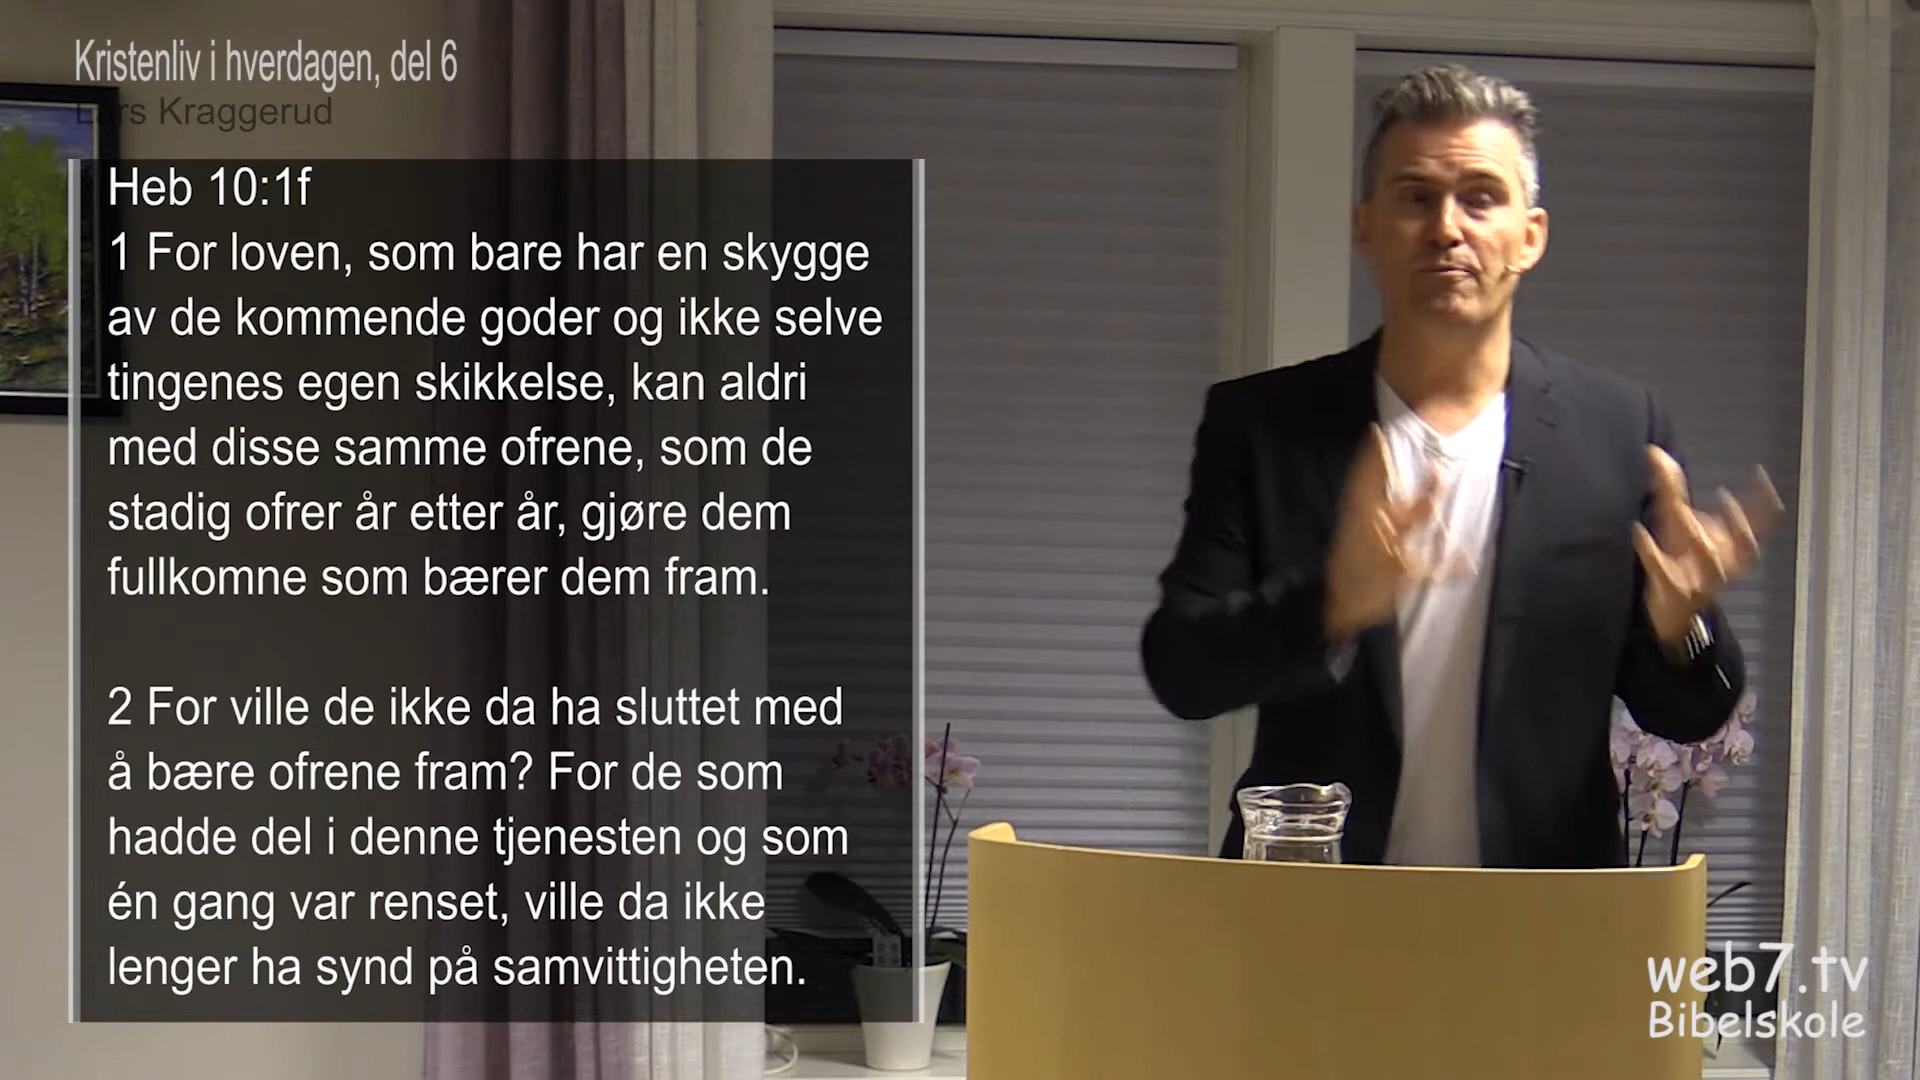 Kristenliv i hverdagen, del 6
Lars Kraggerud
Heb 10:1f
1 For loven, som bare har en skygge
av de kommende goder og ikke selve
tingenes egen skikkelse, kan aldri
med disse samme ofrene, som de
stadig ofrer år etter år, gjøre dem
fullkomne som bærer dem fram.
2 For ville de ikke da ha sluttet med
å bære ofrene fram? For de som
hadde del i denne tjenesten og som
én gang var renset, ville da ikke
lenger ha synd på samvittigheten.
web7.tv
Bibelskole